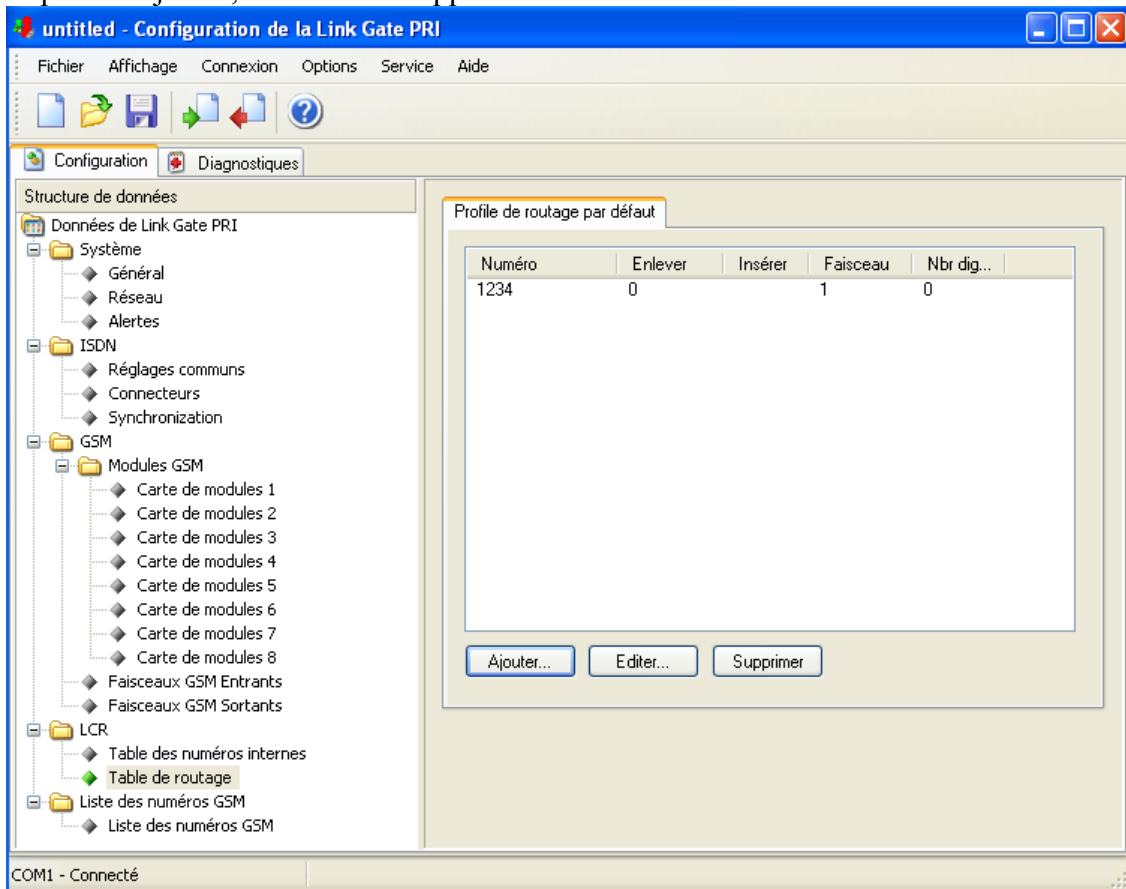 untitled - Configuration de la Link Gate PRI
Fichier Affichage Connexion Options Service Aide
Configuration Diagnostiques
Structure de données
Données de Link Gate PRI
Système
Général
Réseau
Alertes
ISDN
Réglages communs
Connecteurs
Synchronization
GSM
Modules GSM
Carte de modules 1
Carte de modules 2
Carte de modules 3
Carte de modules 4
Carte de modules 5
Carte de modules 6
Carte de modules 7
Carte de modules 8
Faisceaux GSM Entrants
Faisceaux GSM Sortants
LCR
Table des numéros internes
Table de routage
Liste des numéros GSM
Liste des numéros GSM
Profile de routage par défaut
Numéro Enlever Insérer Faisceau Nbr dig...
1234 0 1 0
Ajouter... Editer... Supprimer
COM1 - Connecté